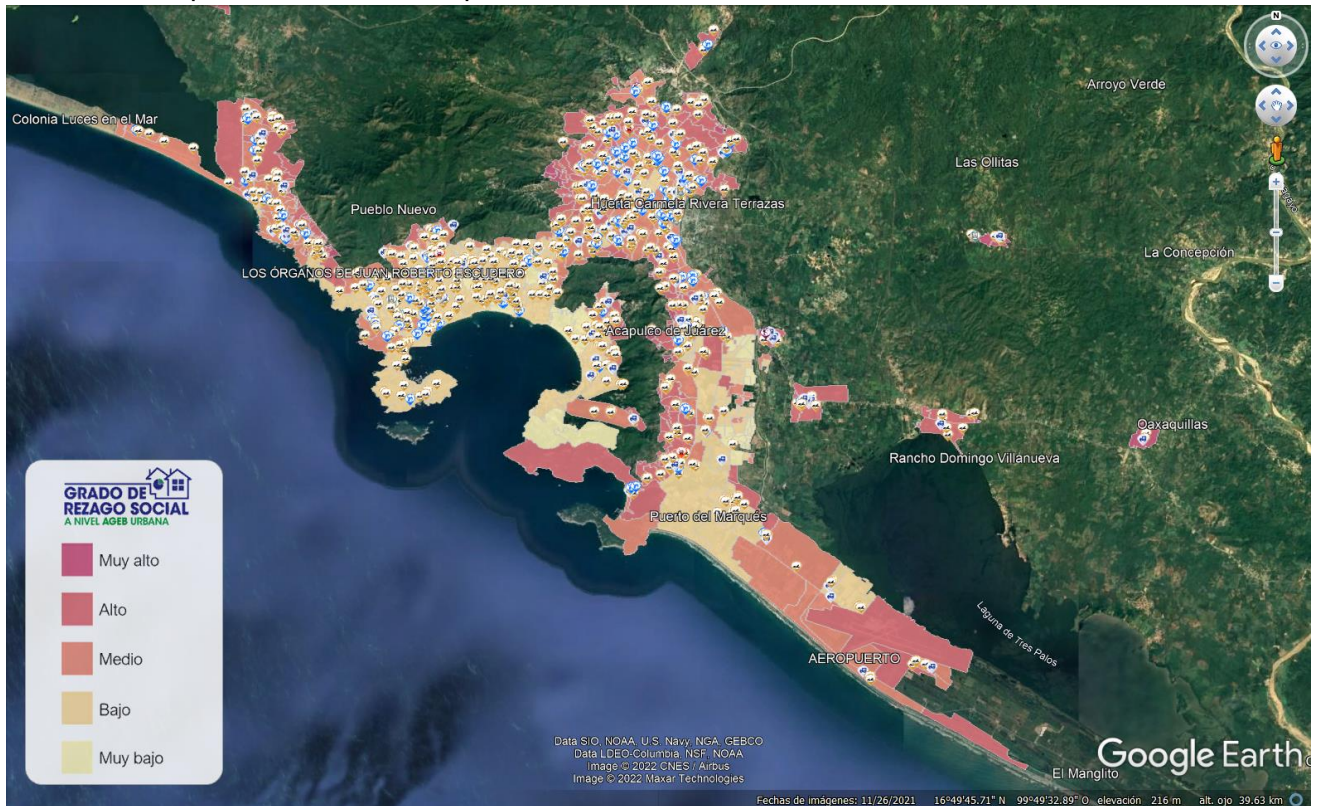 N
Arroyo Verde
Colonia Luces en el Mar
Las Ollitas
Huerta Carmela Rivera Terrazas
Pueblo Nuevo
La Concepción
LOS ÓRGANOS DE JUAN ROBERTO ESCUDERO
Acapulco de Juárez
Oaxaquillas
Rancho Domingo Villanueva
GRADO DE
REZAGO SOCIAL
A NIVEL AGEB URBANA
Muy alto
Alto
Medio
Bajo
Muy bajo
Puerto del Marqués
Laguna de Tres Palos
AEROPUERTO
Data SIO, NOAA, U.S. Navy, NGA, GEBCO
Data LDEO-Columbia, NSF, NOAA
Image © 2022 CNES / Airbus
Image © 2022 Maxar Technologies
Google Earth
El Manglito
Fechas de imágenes: 11/26/2021 16°49'45.71" N 99°49'32.89" O elevación 216 m alt. ojo 39.63 km